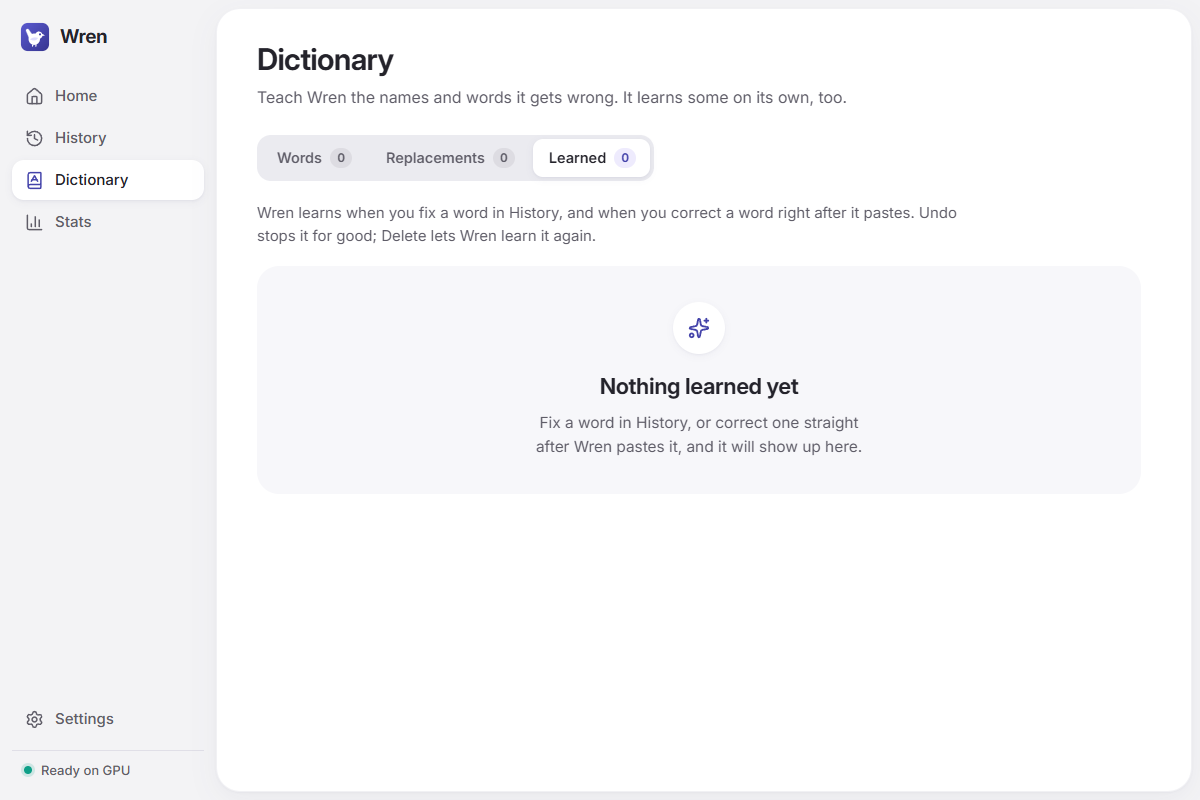 Wren
Home
History
Dictionary
Stats
Settings
Ready on GPU
Dictionary
Teach Wren the names and words it gets wrong. It learns some on its own, too.
Words 0 Replacements 0 Learned 0
Wren learns when you fix a word in History, and when you correct a word right after it pastes. Undo
stops it for good; Delete lets Wren learn it again.
Nothing learned yet
Fix a word in History, or correct one straight
after Wren pastes it, and it will show up here.